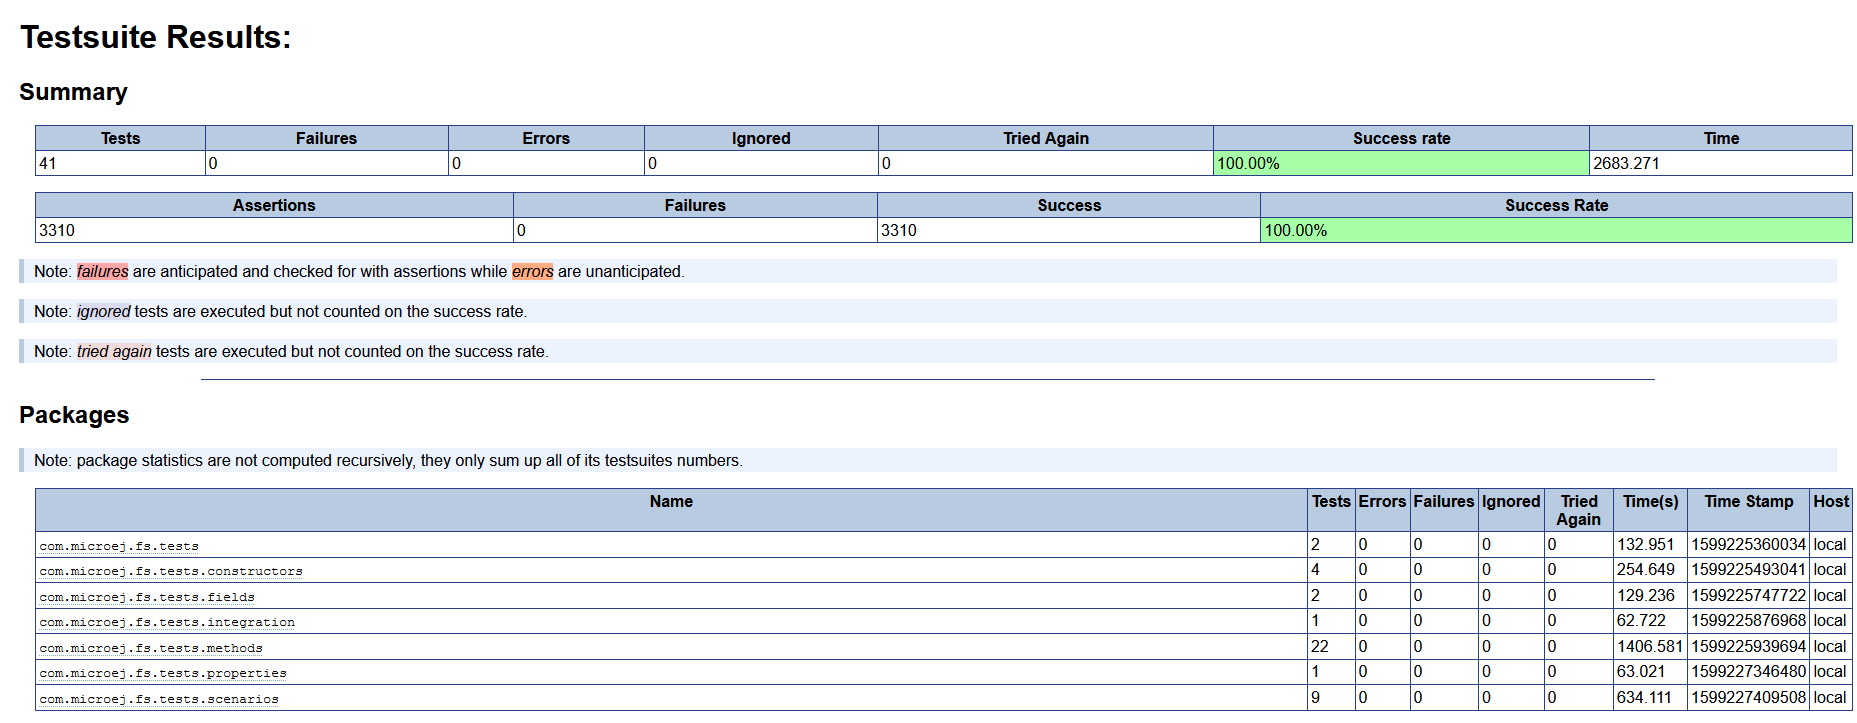 Testsuite Results:
Summary
Tests Failures Errors Ignored Tried Again Success rate Time
41 0 0 0 0 100.00% 2683.271
Assertions Failures Success Success Rate
3310 0 3310 100.00%
Note: failures are anticipated and checked for with assertions while errors are unanticipated.
Note: ignored tests are executed but not counted on the success rate.
Note: tried again tests are executed but not counted on the success rate.
Packages
Note: package statistics are not computed recursively, they only sum up all of its testsuites numbers.
Name Tests Errors Failures Ignored Tried Again Time(s) Time Stamp Host
com.microej.fs.tests 2 0 0 0 0 132.951 1599225360034 local
com.microej.fs.tests.constructors 4 0 0 0 0 254.649 1599225493041 local
com.microej.fs.tests.fields 2 0 0 0 0 129.236 1599225747722 local
com.microej.fs.tests.integration 1 0 0 0 0 62.722 1599225876968 local
com.microej.fs.tests.methods 22 0 0 0 0 1406.581 1599225939694 local
com.microej.fs.tests.properties 1 0 0 0 0 63.021 1599227346480 local
com.microej.fs.tests.scenarios 9 0 0 0 0 634.111 1599227409508 local